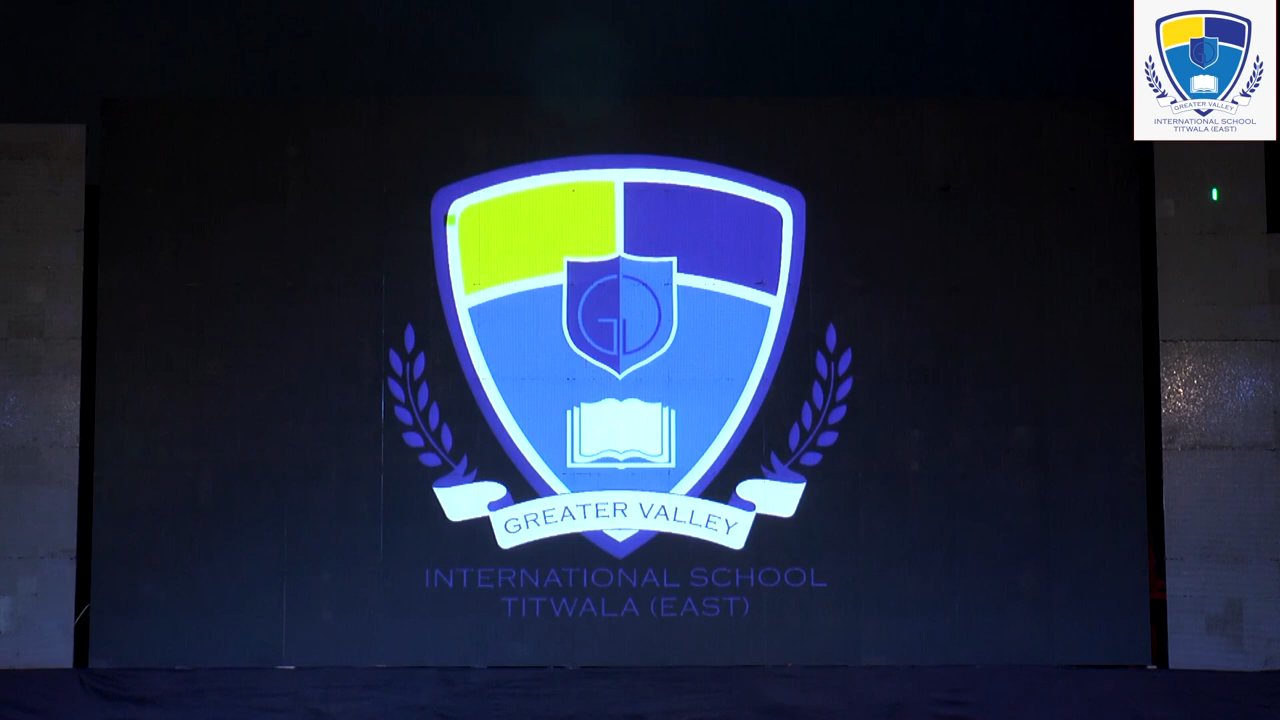 GREATER VALLEY
INTERNATIONAL SCHOOL
TITWALA (EAST)
GREATER VALLEY
INTERNATIONAL SCHOOL
TITWALA (EAST)